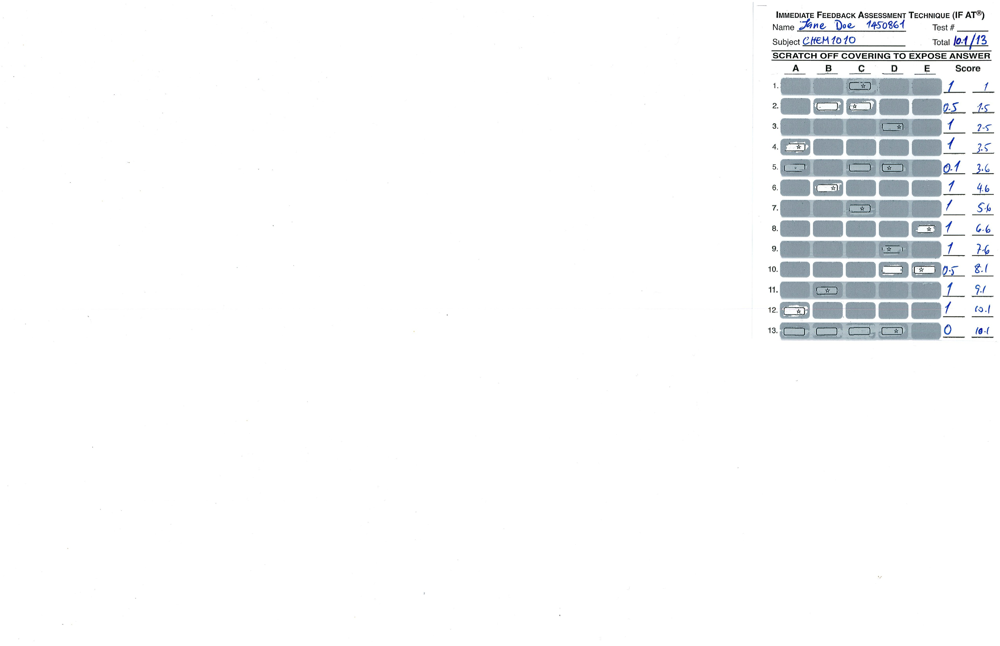 IMMEDIATE FEEDBACK ASSESSMENT TECHNIQUE (IF AT®)
Name Jane Doe 1450861 Test #
Subject CHEM1010 Total 10.1/13
SCRATCH OFF COVERING TO EXPOSE ANSWER
A B C D E Score
1. 1 1
2. 0.5 1.5
3. 1 2.5
4. 1 3.5
5. 0.1 3.6
6. 1 4.6
7. 1 5.6
8. 1 6.6
9. 1 7.6
10. 0.5 8.1
11. 1 9.1
12. 1 10.1
13. 0 10.1